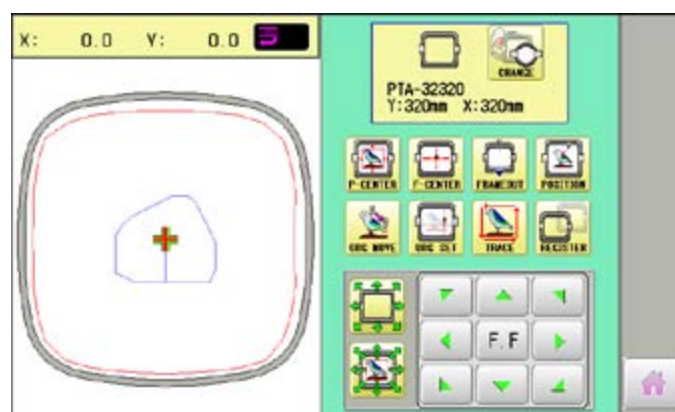 X: 0.0 Y: 0.0
CHANGE
PTA-32320
Y:320mm X:320mm
P-CENTER F-CENTER FRAMEOUT POSITION
ORG MOVE ORG SET TRACE REGISTER
F.F